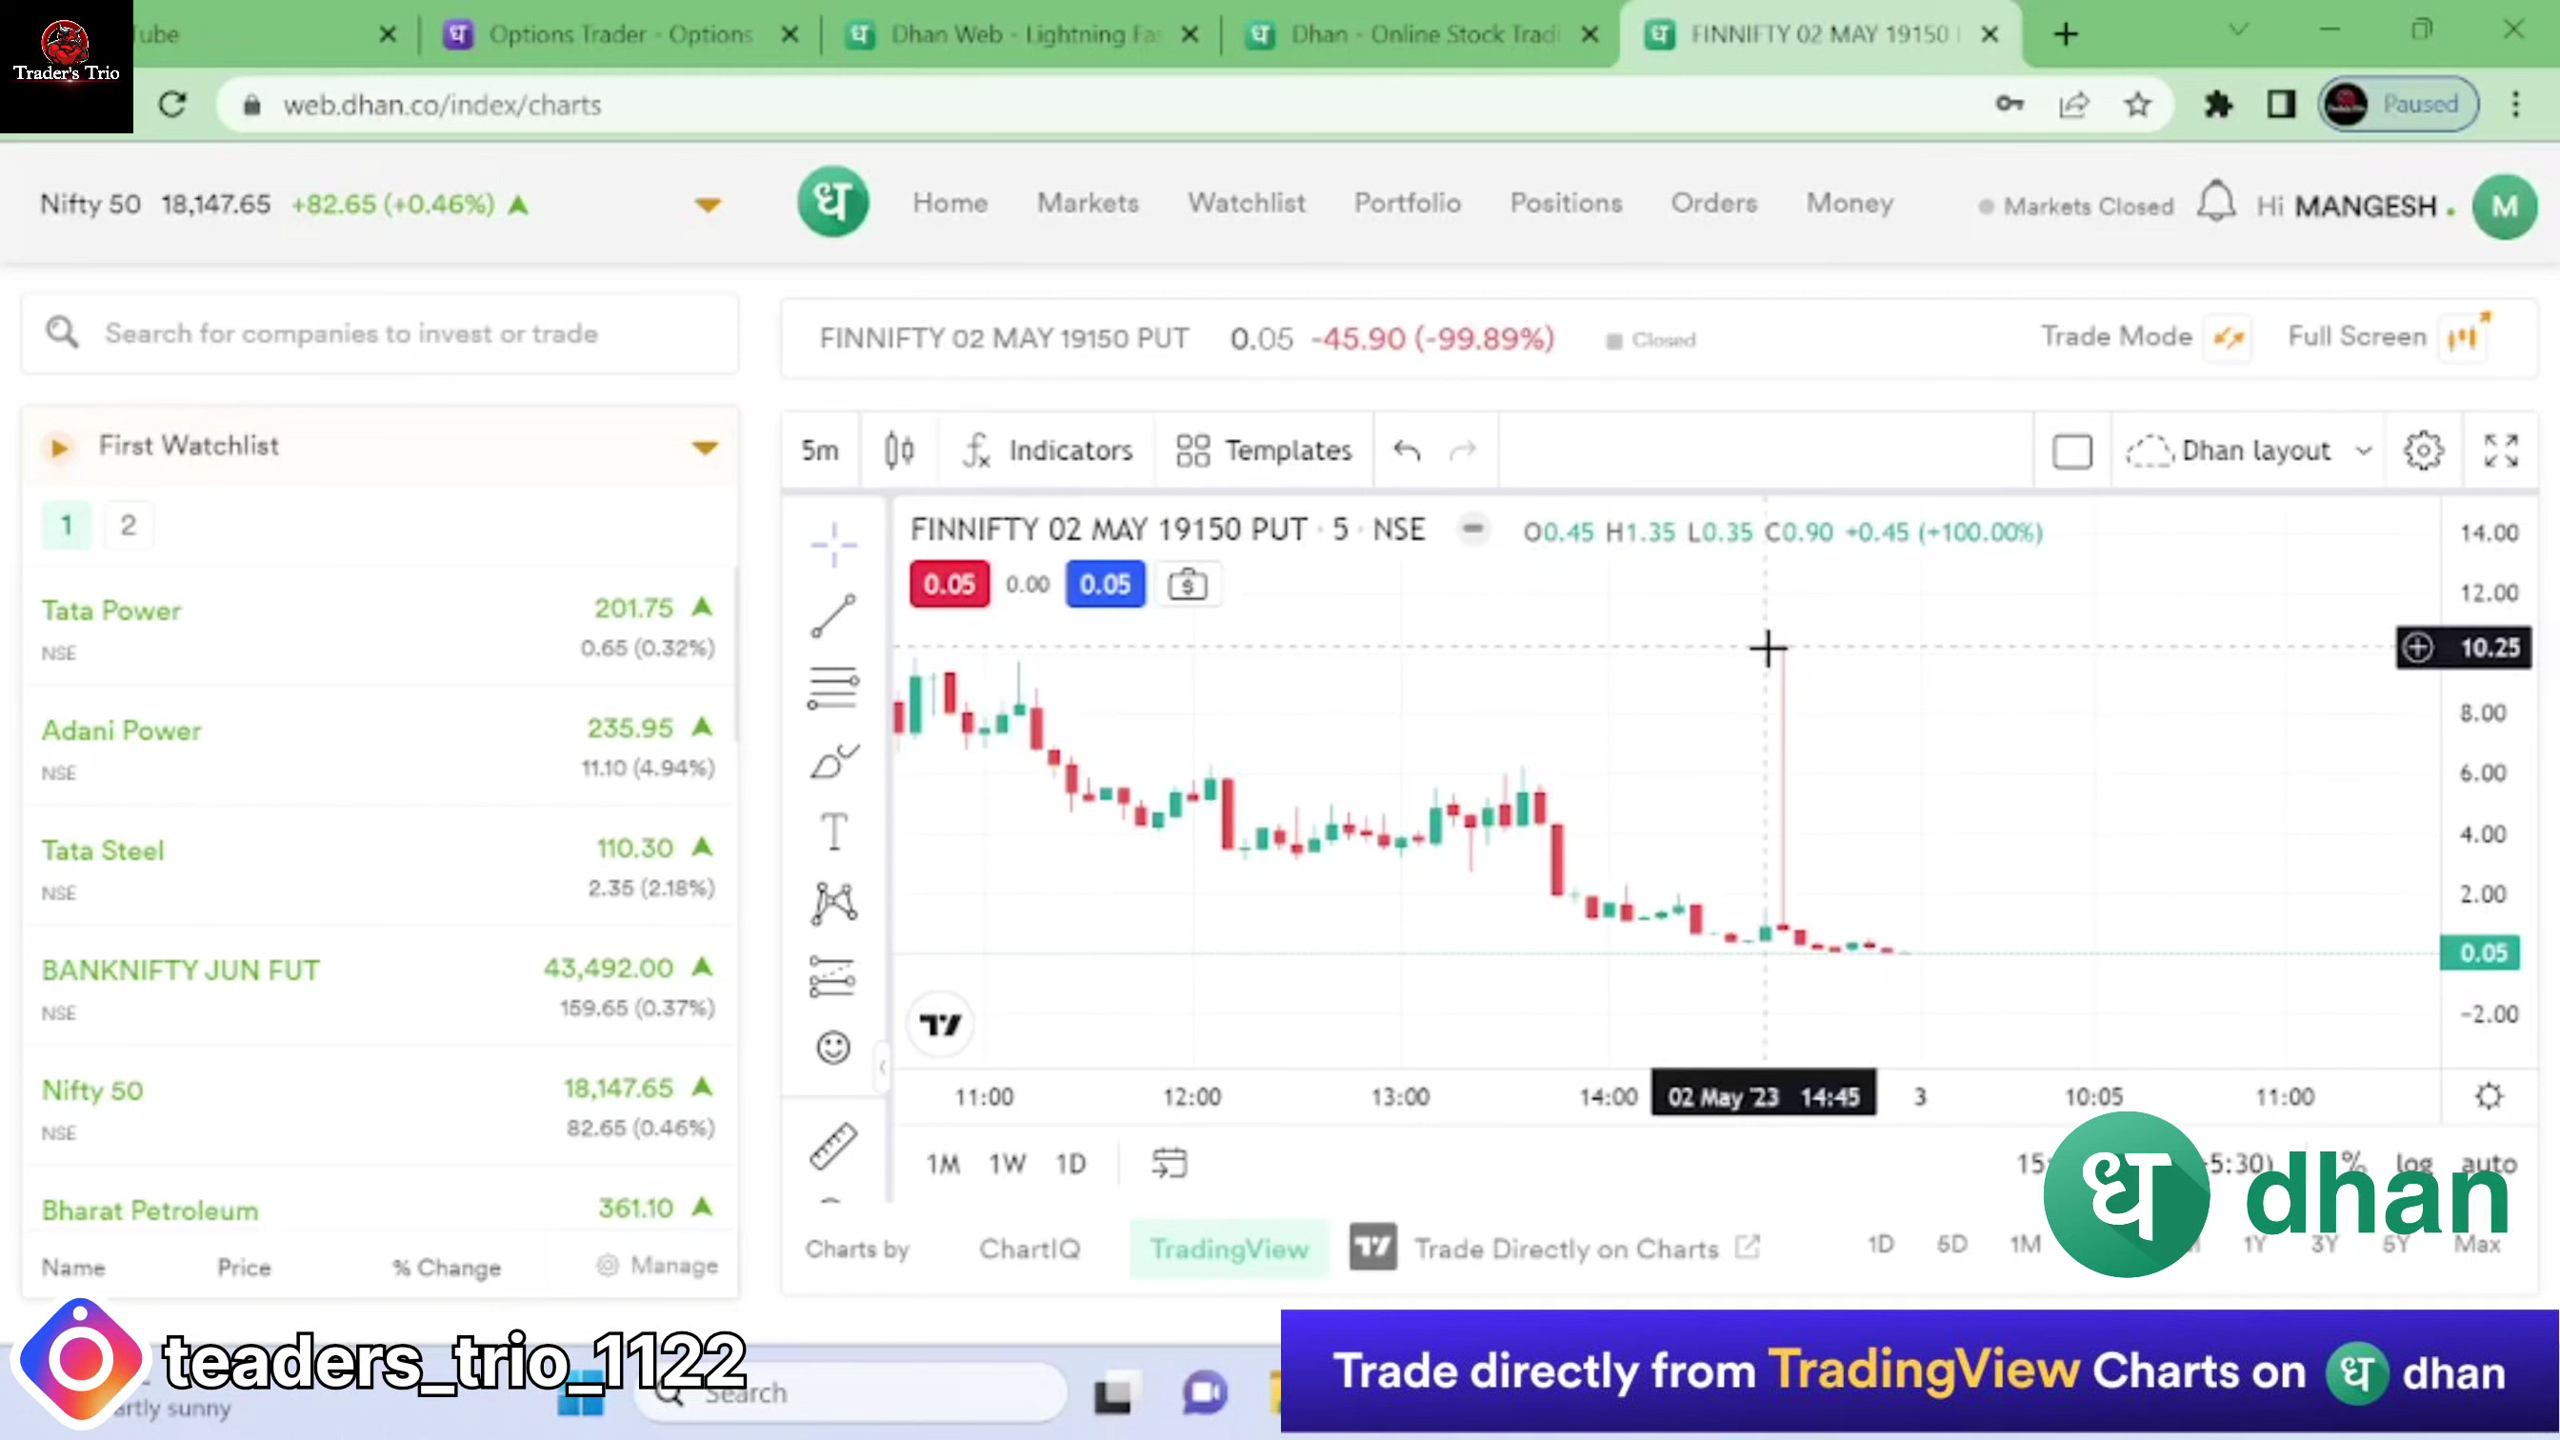 Trader's Trio
Tube
Options Trader - Options
Dhan Web - Lightning Fas
Dhan - Online Stock Tradi
FINNIFTY 02 MAY 19150
web.dhan.co/index/charts
Paused
Nifty 50 18,147.65 +82.65 (+0.46%)
ध
Home Markets Watchlist Portfolio Positions Orders Money
Markets Closed
Hi MANGESH
M
Search for companies to invest or trade
FINNIFTY 02 MAY 19150 PUT 0.05 -45.90 (-99.89%) Closed
Trade Mode
Full Screen
First Watchlist
1 2
Tata Power 201.75
NSE 0.65 (0.32%)
Adani Power 235.95
NSE 11.10 (4.94%)
Tata Steel 110.30
NSE 2.35 (2.18%)
BANKNIFTY JUN FUT 43,492.00
NSE 159.65 (0.37%)
Nifty 50 18,147.65
NSE 82.65 (0.46%)
Bharat Petroleum 361.10
Name Price % Change Manage
5m Indicators Templates Dhan layout
FINNIFTY 02 MAY 19150 PUT · 5 · NSE O0.45 H1.35 L0.35 C0.90 +0.45 (+100.00%)
0.05 0.00 0.05
14.00
12.00
10.25
8.00
6.00
4.00
2.00
0.05
-2.00
11:00 12:00 13:00 14:00 02 May '23 14:45 3 10:05 11:00
1M 1W 1D
15: -5:30) % log auto
Charts by ChartIQ TradingView Trade Directly on Charts
1D 5D 1M 1Y 3Y 5Y Max
ध dhan
teaders_trio_1122
artly sunny
Search
Trade directly from TradingView Charts on ध dhan